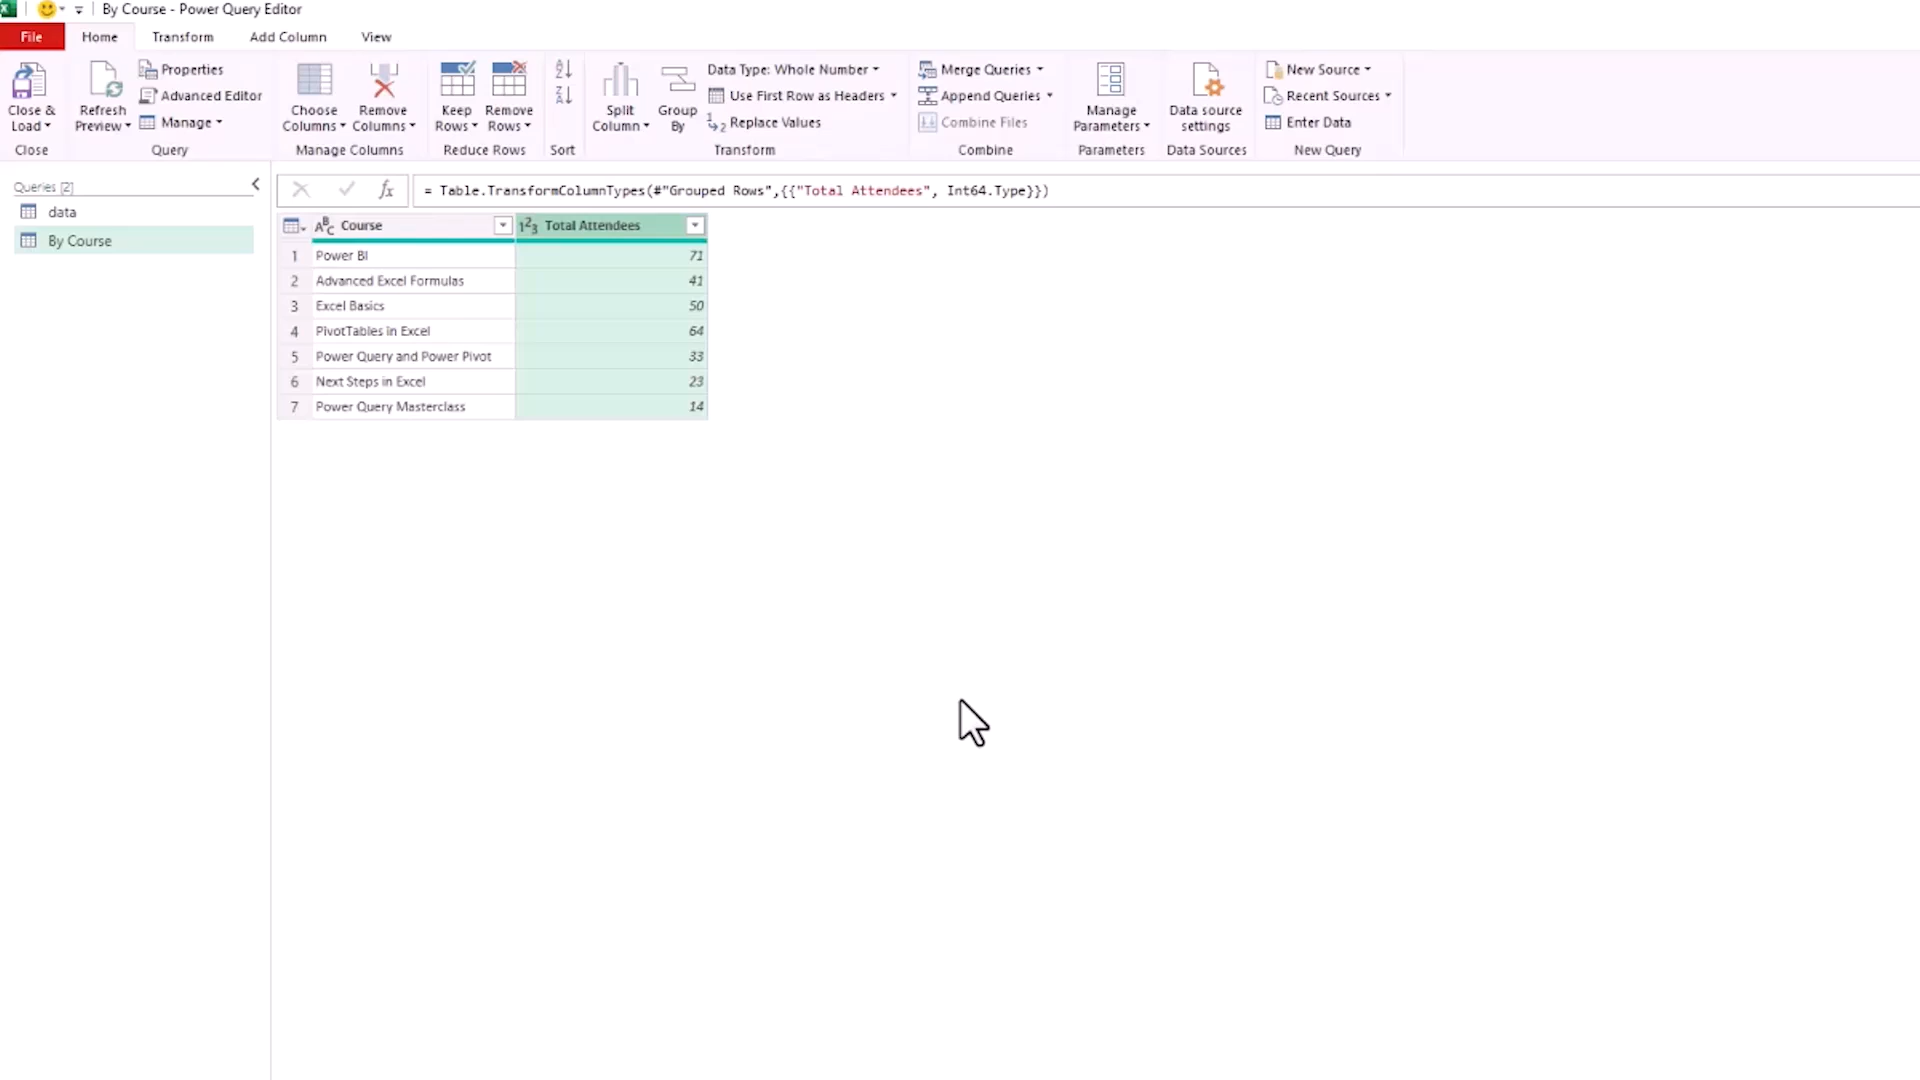 By Course - Power Query Editor
File Home Transform Add Column View
Close & Load
Refresh Preview
Properties
Advanced Editor
Manage
Choose Columns
Remove Columns
Keep Rows
Remove Rows
Split Column
Group By
Data Type: Whole Number
Use First Row as Headers
Replace Values
Merge Queries
Append Queries
Combine Files
Manage Parameters
Data source settings
New Source
Recent Sources
Enter Data
Close Query Manage Columns Reduce Rows Sort Transform Combine Parameters Data Sources New Query
Queries [2]
data
By Course
fx = Table.TransformColumnTypes(#"Grouped Rows",{{"Total Attendees", Int64.Type}})
ABC Course 123 Total Attendees
1 Power BI 71
2 Advanced Excel Formulas 41
3 Excel Basics 50
4 PivotTables in Excel 64
5 Power Query and Power Pivot 33
6 Next Steps in Excel 23
7 Power Query Masterclass 14